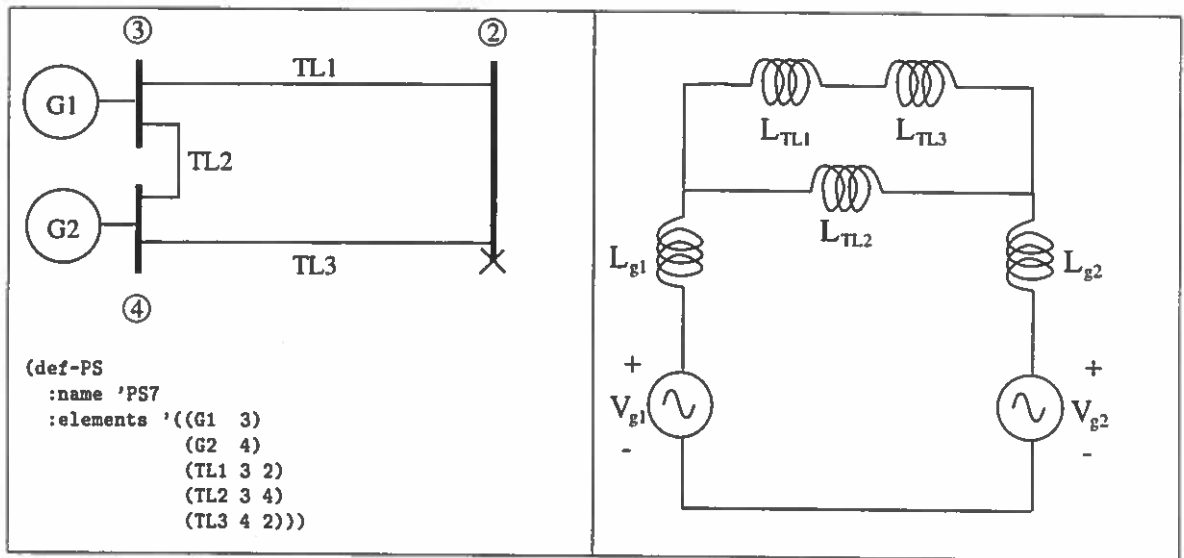 ③
②
TL1
G1
TL2
G2
TL3
④
(def-PS
:name 'PS7
:elements '((G1 3)
(G2 4)
(TL1 3 2)
(TL2 3 4)
(TL3 4 2)))
L_TL1
L_TL3
L_TL2
L_g1
L_g2
+
+
V_g1
V_g2
-
-